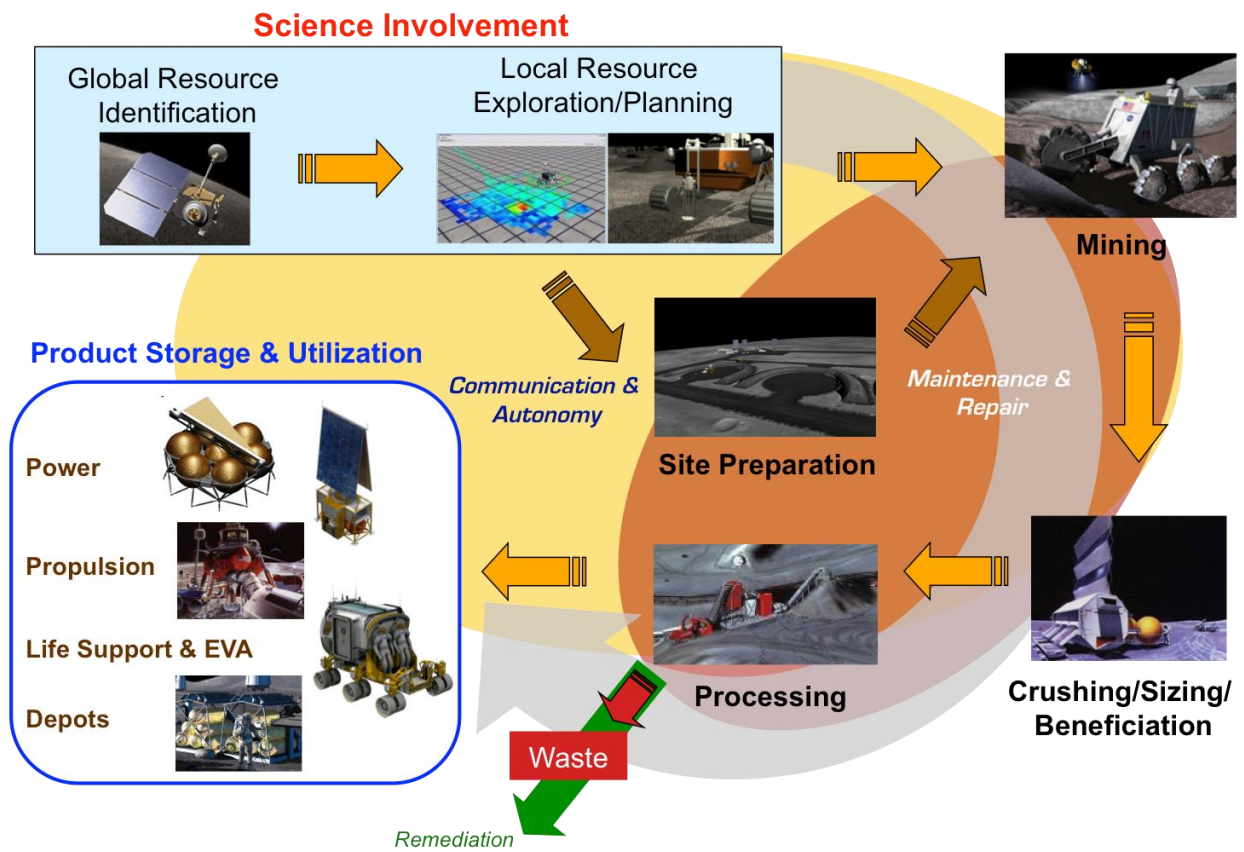 Science Involvement
Global Resource
Identification
Local Resource
Exploration/Planning
Mining
Product Storage & Utilization
Communication &
Autonomy
Maintenance &
Repair
Site Preparation
Power
Propulsion
Life Support & EVA
Depots
Processing
Crushing/Sizing/
Beneficiation
Waste
Remediation